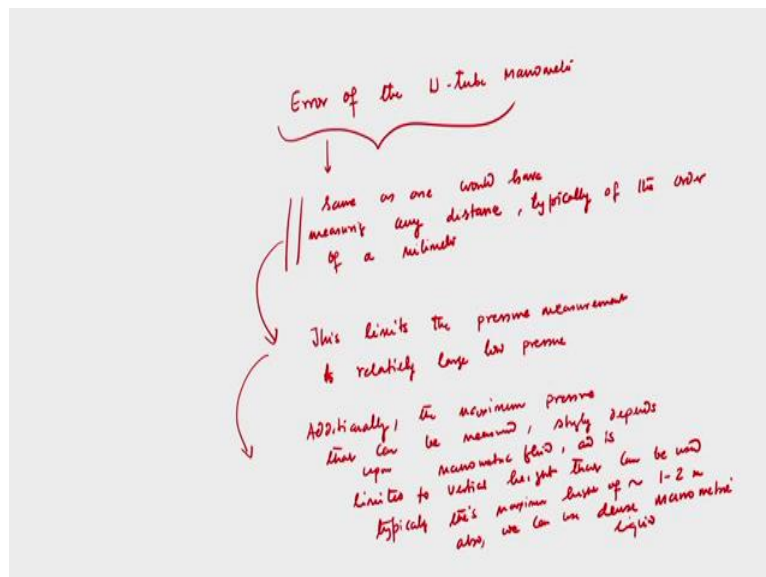 Error of the U-tube Manometer
Same as one would have
measuring any distance, typically of the order
of a milimeter
This limits the pressure measurement
to relatively large low pressure
Additionally, the maximum pressure
that can be measured, depends
upon manometric fluid, and is
limited to vertical height that can be used
typically this maximum height of ~ 1-2 m
also, we can use dense manometric
liquid